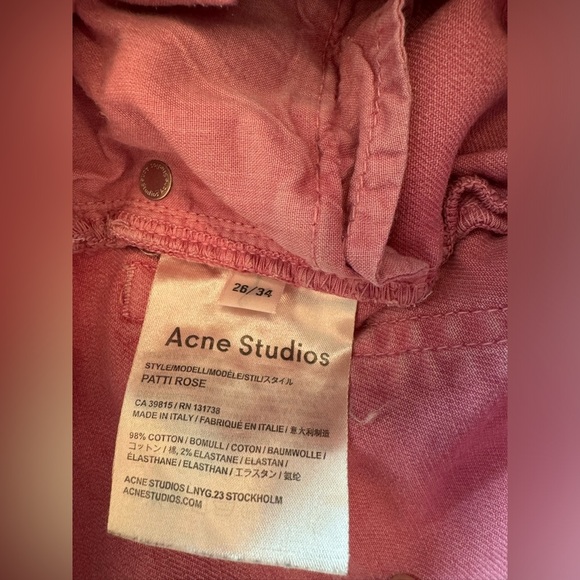 26/34
Acne Studios
STYLE/MODELL/MODÈLE/STIL/スタイル
PATTI ROSE
CA 39815 / RN 131738
MADE IN ITALY / FABRIQUÉ EN ITALIE / 意大利制造
98% COTTON / BOMULL / COTON / BAUMWOLLE /
コットン / 棉, 2% ELASTANE / ELASTAN /
ÉLASTHANE / ELASTHAN / エラスタン / 氨纶
ACNE STUDIOS L.NYG.23 STOCKHOLM
ACNESTUDIOS.COM